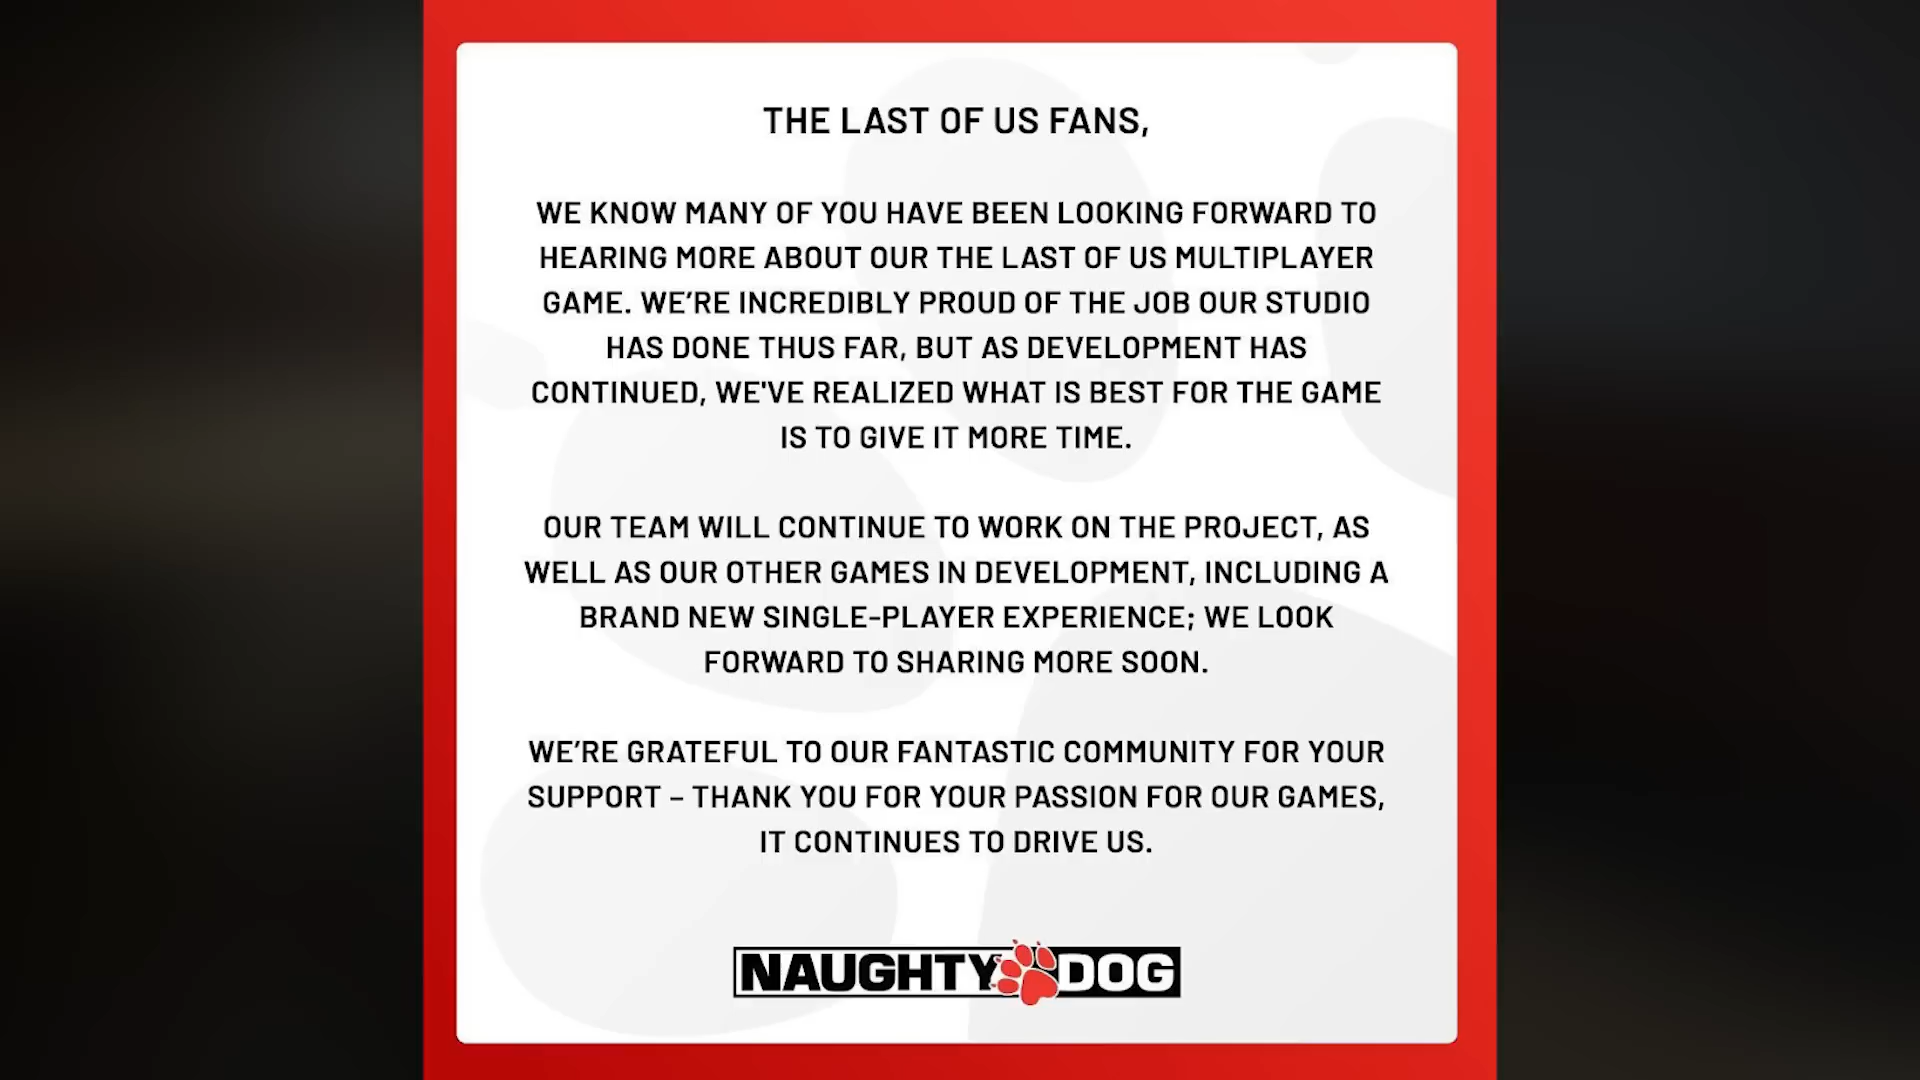 THE LAST OF US FANS,
WE KNOW MANY OF YOU HAVE BEEN LOOKING FORWARD TO
HEARING MORE ABOUT OUR THE LAST OF US MULTIPLAYER
GAME. WE’RE INCREDIBLY PROUD OF THE JOB OUR STUDIO
HAS DONE THUS FAR, BUT AS DEVELOPMENT HAS
CONTINUED, WE'VE REALIZED WHAT IS BEST FOR THE GAME
IS TO GIVE IT MORE TIME.
OUR TEAM WILL CONTINUE TO WORK ON THE PROJECT, AS
WELL AS OUR OTHER GAMES IN DEVELOPMENT, INCLUDING A
BRAND NEW SINGLE-PLAYER EXPERIENCE; WE LOOK
FORWARD TO SHARING MORE SOON.
WE’RE GRATEFUL TO OUR FANTASTIC COMMUNITY FOR YOUR
SUPPORT – THANK YOU FOR YOUR PASSION FOR OUR GAMES,
IT CONTINUES TO DRIVE US.
NAUGHTY DOG